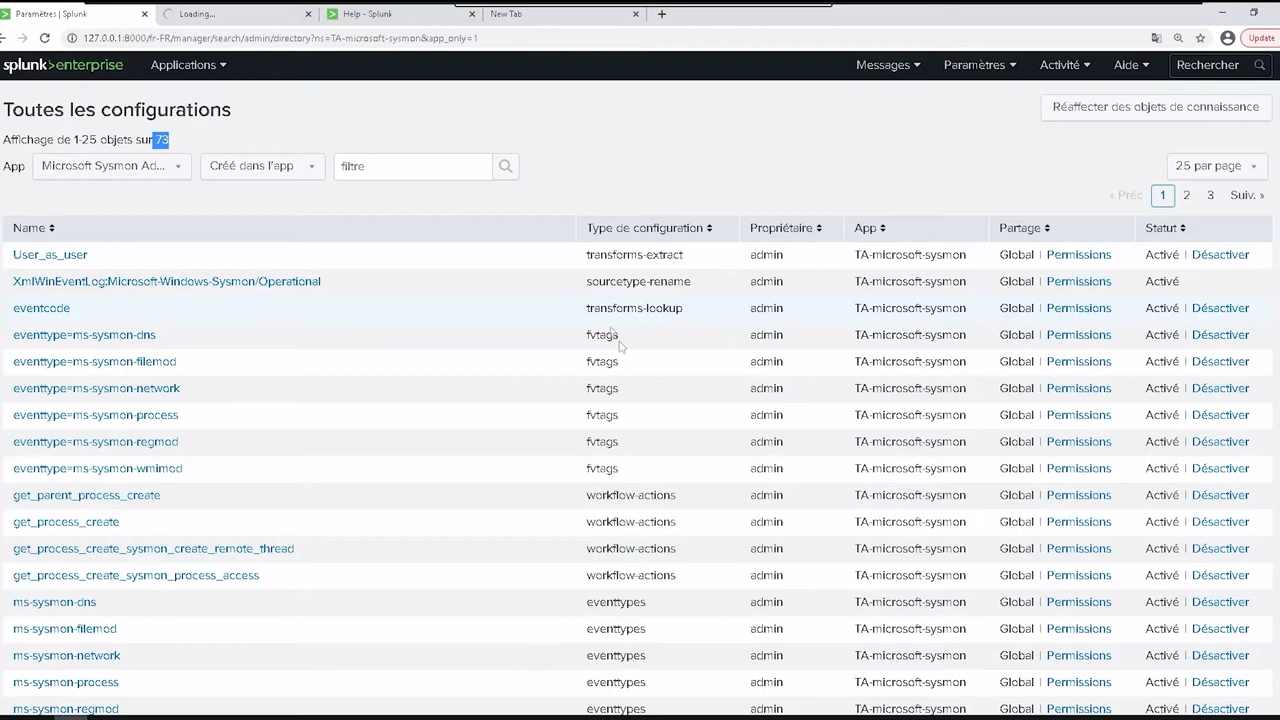 Paramètres | Splunk
Loading...
Help - Splunk
New Tab
127.0.0.1:8000/fr-FR/manager/search/admin/directory?ns=TA-microsoft-sysmon&app_only=1
Update
splunk>enterprise Applications Messages Paramètres Activité Aide Rechercher
Toutes les configurations
Réaffecter des objets de connaissance
Affichage de 1-25 objets sur 73
App Microsoft Sysmon Ad... Créé dans l'app filtre 25 par page
« Préc 1 2 3 Suiv. »
Name Type de configuration Propriétaire App Partage Statut
User_as_user transforms-extract admin TA-microsoft-sysmon Global | Permissions Activé
XmlWinEventLog:Microsoft-Windows-Sysmon/Operational sourcetype-rename admin TA-microsoft-sysmon Global | Permissions Activé
eventcode transforms-lookup admin TA-microsoft-sysmon Global | Permissions Activé | Désactiver
eventtype=ms-sysmon-dns fvtags admin TA-microsoft-sysmon Global | Permissions Activé | Désactiver
eventtype=ms-sysmon-filemod fvtags admin TA-microsoft-sysmon Global | Permissions Activé | Désactiver
eventtype=ms-sysmon-network fvtags admin TA-microsoft-sysmon Global | Permissions Activé | Désactiver
eventtype=ms-sysmon-process fvtags admin TA-microsoft-sysmon Global | Permissions Activé | Désactiver
eventtype=ms-sysmon-regmod fvtags admin TA-microsoft-sysmon Global | Permissions Activé | Désactiver
eventtype=ms-sysmon-wmimod fvtags admin TA-microsoft-sysmon Global | Permissions Activé | Désactiver
get_parent_process_create workflow-actions admin TA-microsoft-sysmon Global | Permissions Activé | Désactiver
get_process_create workflow-actions admin TA-microsoft-sysmon Global | Permissions Activé | Désactiver
get_process_create_sysmon_create_remote_thread workflow-actions admin TA-microsoft-sysmon Global | Permissions Activé | Désactiver
get_process_create_sysmon_process_access workflow-actions admin TA-microsoft-sysmon Global | Permissions Activé | Désactiver
ms-sysmon-dns eventtypes admin TA-microsoft-sysmon Global | Permissions Activé | Désactiver
ms-sysmon-filemod eventtypes admin TA-microsoft-sysmon Global | Permissions Activé | Désactiver
ms-sysmon-network eventtypes admin TA-microsoft-sysmon Global | Permissions Activé | Désactiver
ms-sysmon-process eventtypes admin TA-microsoft-sysmon Global | Permissions Activé | Désactiver
ms-sysmon-regmod eventtypes admin TA-microsoft-sysmon Global | Permissions Activé | Désactiver